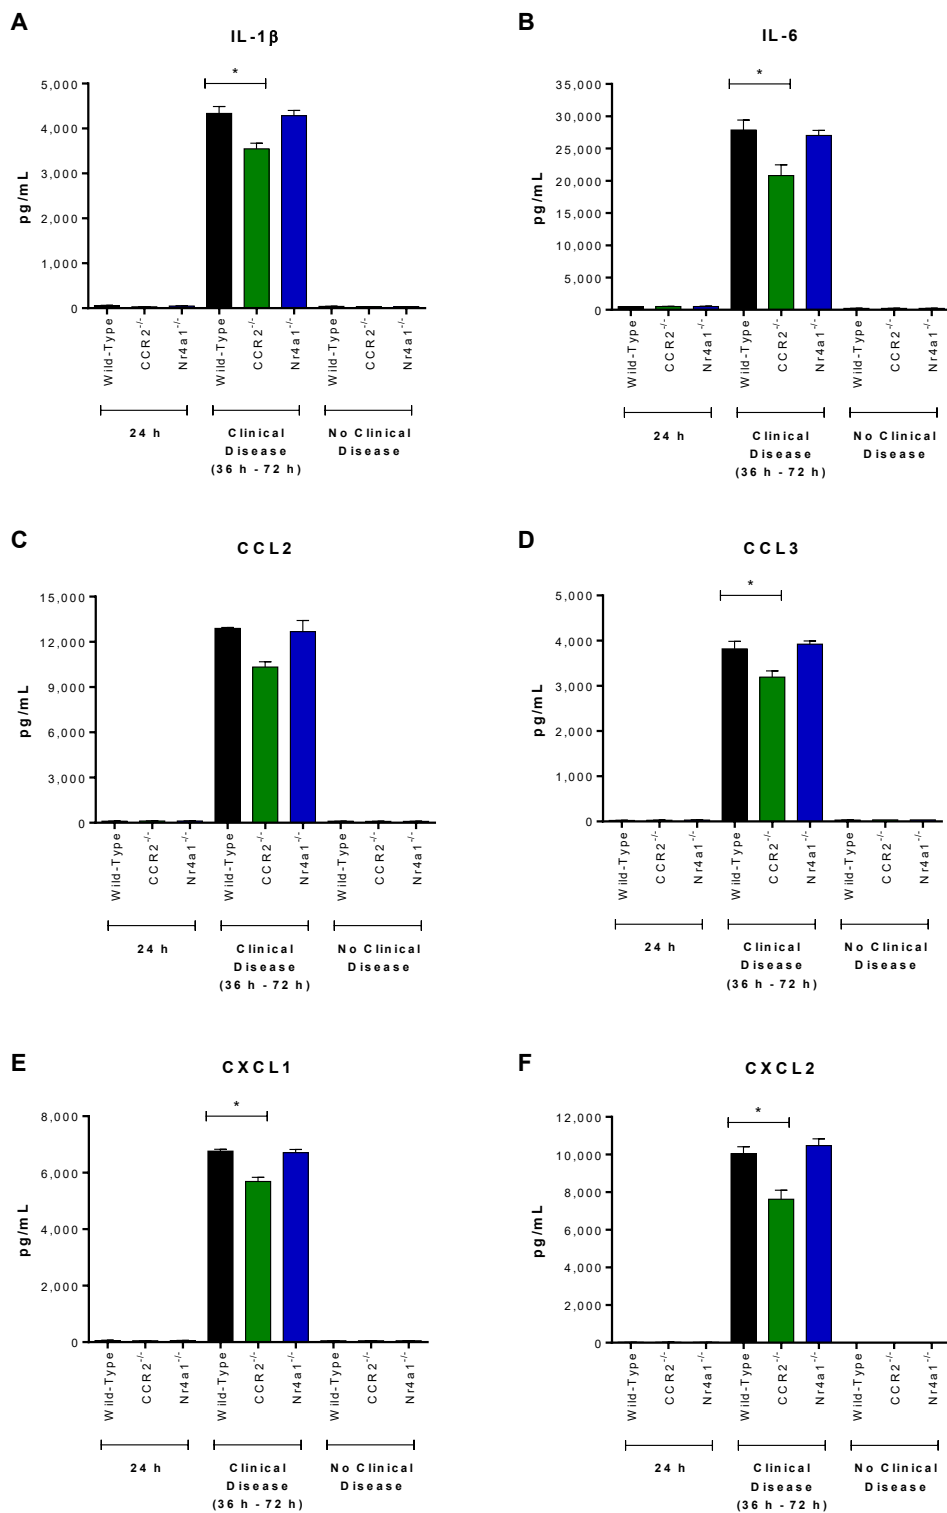 A
IL-1β
*
5,000
4,000
3,000
2,000
1,000
0
pg/mL
Wild-Type
CCR2-/-
Nr4a1-/-
Wild-Type
CCR2-/-
Nr4a1-/-
Wild-Type
CCR2-/-
Nr4a1-/-
24 h
Clinical
Disease
(36 h - 72 h)
No Clinical
Disease
B
IL-6
*
35,000
30,000
25,000
20,000
15,000
10,000
5,000
0
pg/mL
Wild-Type
CCR2-/-
Nr4a1-/-
Wild-Type
CCR2-/-
Nr4a1-/-
Wild-Type
CCR2-/-
Nr4a1-/-
24 h
Clinical
Disease
(36 h - 72 h)
No Clinical
Disease
C
CCL2
15,000
12,000
9,000
6,000
3,000
0
pg/mL
Wild-Type
CCR2-/-
Nr4a1-/-
Wild-Type
CCR2-/-
Nr4a1-/-
Wild-Type
CCR2-/-
Nr4a1-/-
24 h
Clinical
Disease
(36 h - 72 h)
No Clinical
Disease
D
CCL3
*
5,000
4,000
3,000
2,000
1,000
0
pg/mL
Wild-Type
CCR2-/-
Nr4a1-/-
Wild-Type
CCR2-/-
Nr4a1-/-
Wild-Type
CCR2-/-
Nr4a1-/-
24 h
Clinical
Disease
(36 h - 72 h)
No Clinical
Disease
E
CXCL1
*
8,000
6,000
4,000
2,000
0
pg/mL
Wild-Type
CCR2-/-
Nr4a1-/-
Wild-Type
CCR2-/-
Nr4a1-/-
Wild-Type
CCR2-/-
Nr4a1-/-
24 h
Clinical
Disease
(36 h - 72 h)
No Clinical
Disease
F
CXCL2
*
12,000
10,000
8,000
6,000
4,000
2,000
0
pg/mL
Wild-Type
CCR2-/-
Nr4a1-/-
Wild-Type
CCR2-/-
Nr4a1-/-
Wild-Type
CCR2-/-
Nr4a1-/-
24 h
Clinical
Disease
(36 h - 72 h)
No Clinical
Disease